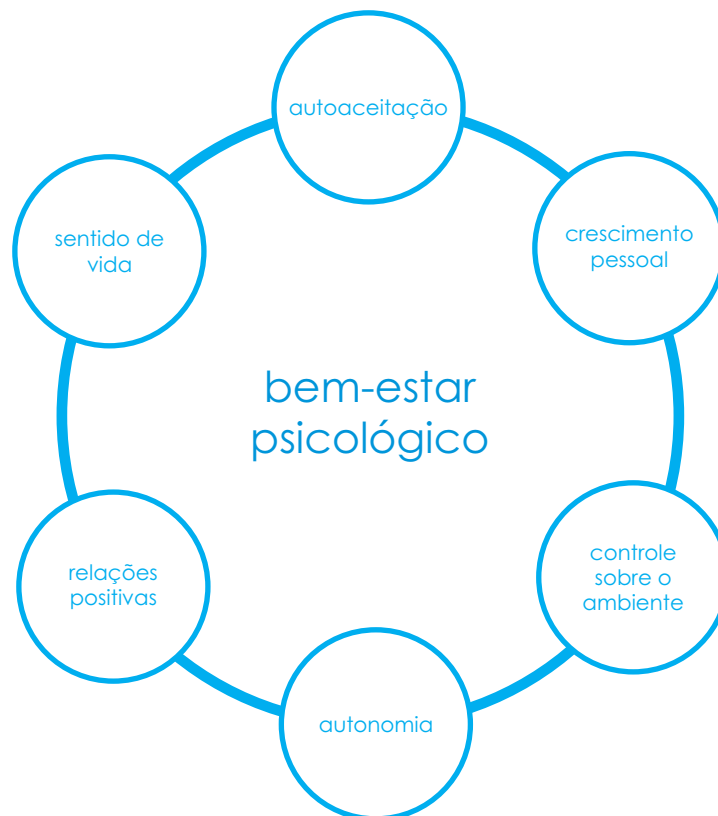 autoaceitação
crescimento
pessoal
controle
sobre o
ambiente
autonomia
relações
positivas
sentido de
vida
bem-estar
psicológico